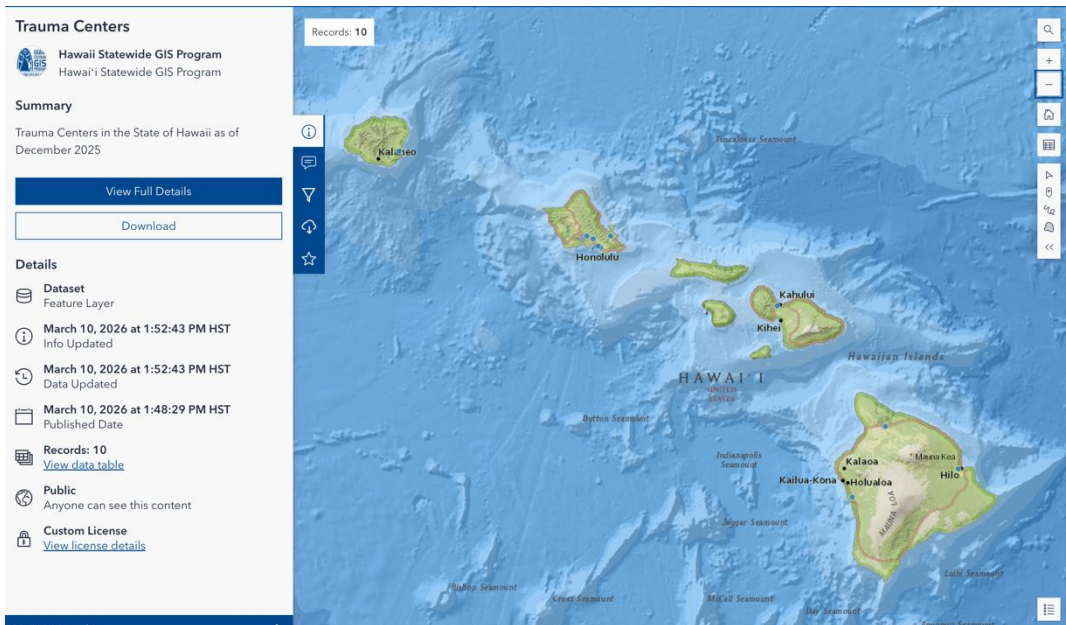 Trauma Centers
Hawaii Statewide GIS Program
Hawaiʻi Statewide GIS Program
Summary
Trauma Centers in the State of Hawaii as of
December 2025
View Full Details
Download
Details
Dataset
Feature Layer
March 10, 2026 at 1:52:43 PM HST
Info Updated
March 10, 2026 at 1:52:43 PM HST
Data Updated
March 10, 2026 at 1:48:29 PM HST
Published Date
Records: 10
View data table
Public
Anyone can see this content
Custom License
View license details
Records: 10
Tuscaloosa Seamount
Honolulu
Kahului
Kihei
Hawaiian Islands
HAWAIʻI
UNITED
STATES
Dutton Seamount
Indianapolis
Seamount
Kalaoa
Mauna Kea
Hilo
Kailua-Kona
Holualoa
MAUNA LOA
Jaggar Seamount
Loihi Seamount
Bishop Seamount
Cross Seamount
McCall Seamount
Day Seamount